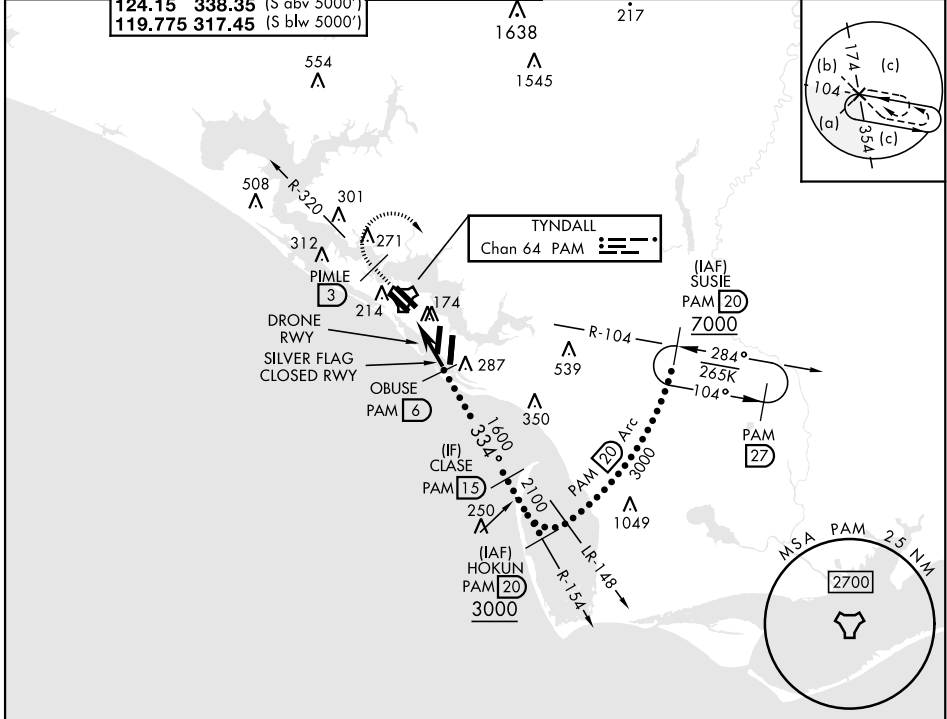 124.15 338.35 (S abv 5000')
119.775 317.45 (S blw 5000')
1638
217
554
1545
174
(b)
(c)
104
(a)
(c)
354
508
R-320
301
271
312
TYNDALL
Chan 64 PAM
PIMLE
3
214
174
(IAF)
SUSIE
PAM 20
7000
DRONE
RWY
SILVER FLAG
CLOSED RWY
R-104
284°
265K
104°
287
539
OBUSE
PAM 6
350
PAM
27
1600
334°
(IF)
CLASE
PAM 15
2100
PAM 20 Arc
3000
250
1049
(IAF)
HOKUN
PAM 20
3000
R-154
LR-148
MSA PAM 25 NM
2700